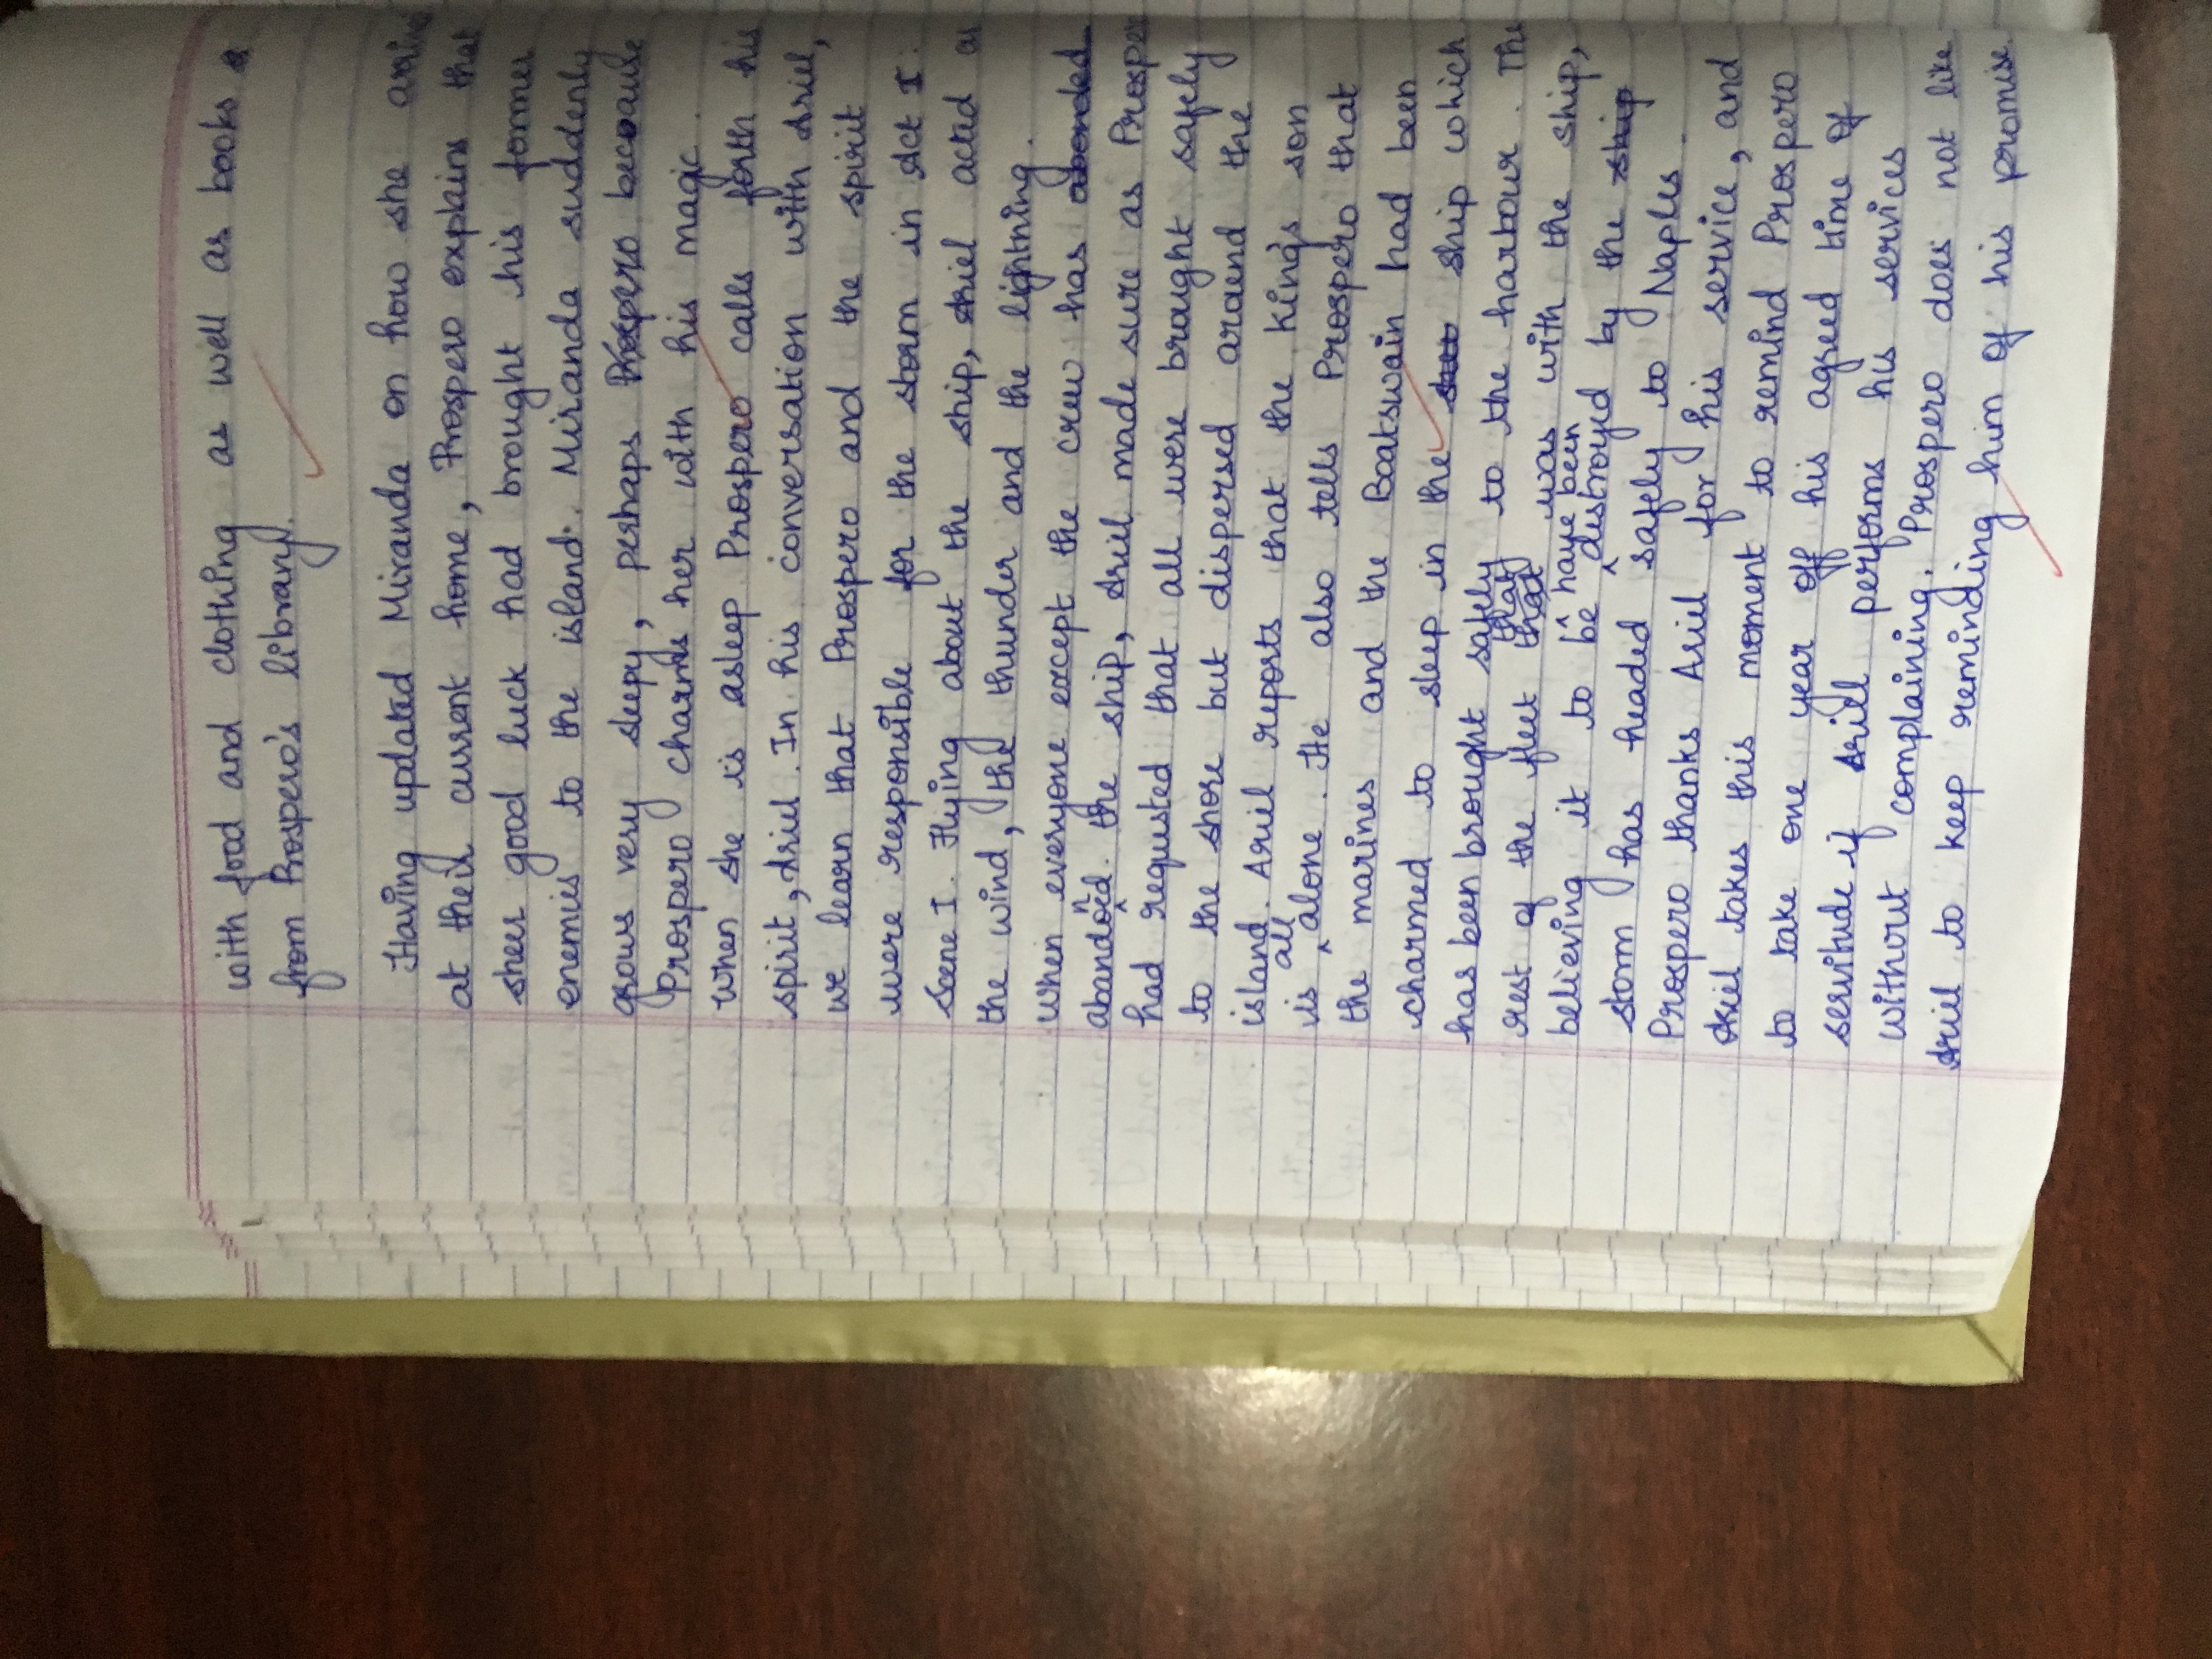 with food and clothing as well as books
from Prospero's library.
Having updated Miranda on how she
at their current home, Prospero explains that
sheer good luck had brought his former
enemies to the island. Miranda suddenly
grows very sleepy, perhaps Prospero becoause
Prospero charms her with his magic.
When she is asleep Prospero calls forth his
spirit, Ariel. In his conversation with Ariel,
we learn that Prospero and the spirit
were responsible for the storm in Act I
Scene I. Flying about the ship, Ariel acted as
the wind, the thunder and the lightning.
When everyone except the crew has abonded
abandoned the ship, Ariel made sure as Prospero
had requested that all were brought safely
to the shore but dispersed around the
island. Ariel reports that the King's son
is all alone. He also tells Prospero that
the marines and the Boatswain had been
charmed to sleep in the ship which
has been brought safely to the harbour. The
rest of the fleet that that was with the ship,
believing it to be have been destroyed by the ship
storm has headed safely to Naples.
Prospero thanks Ariel for his service, and
Ariel takes this moment to remind Prospero
to take one year off his agreed time of
servitude if Ariel performs his services
without complaining. Prospero does not like
Ariel to keep reminding him of his promise.